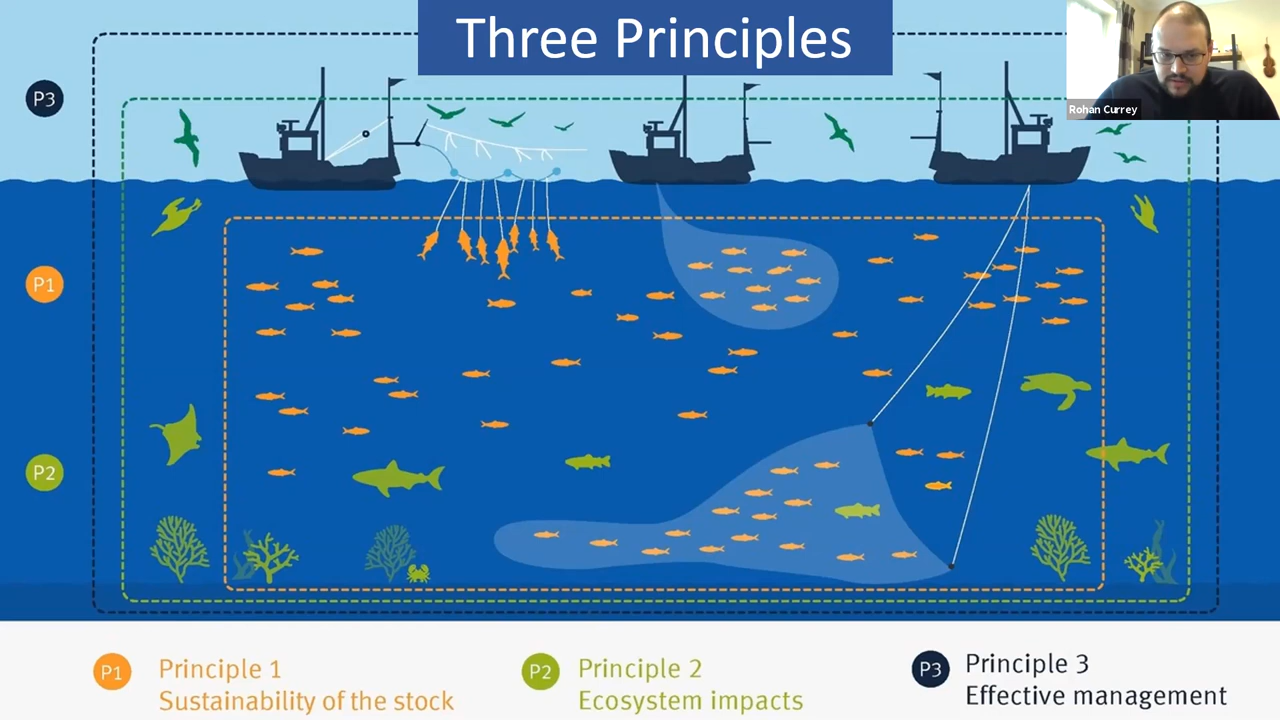 Three Principles
Rohan Currey
P3
P1
P2
P1
Principle 1
Sustainability of the stock
P2
Principle 2
Ecosystem impacts
P3
Principle 3
Effective management